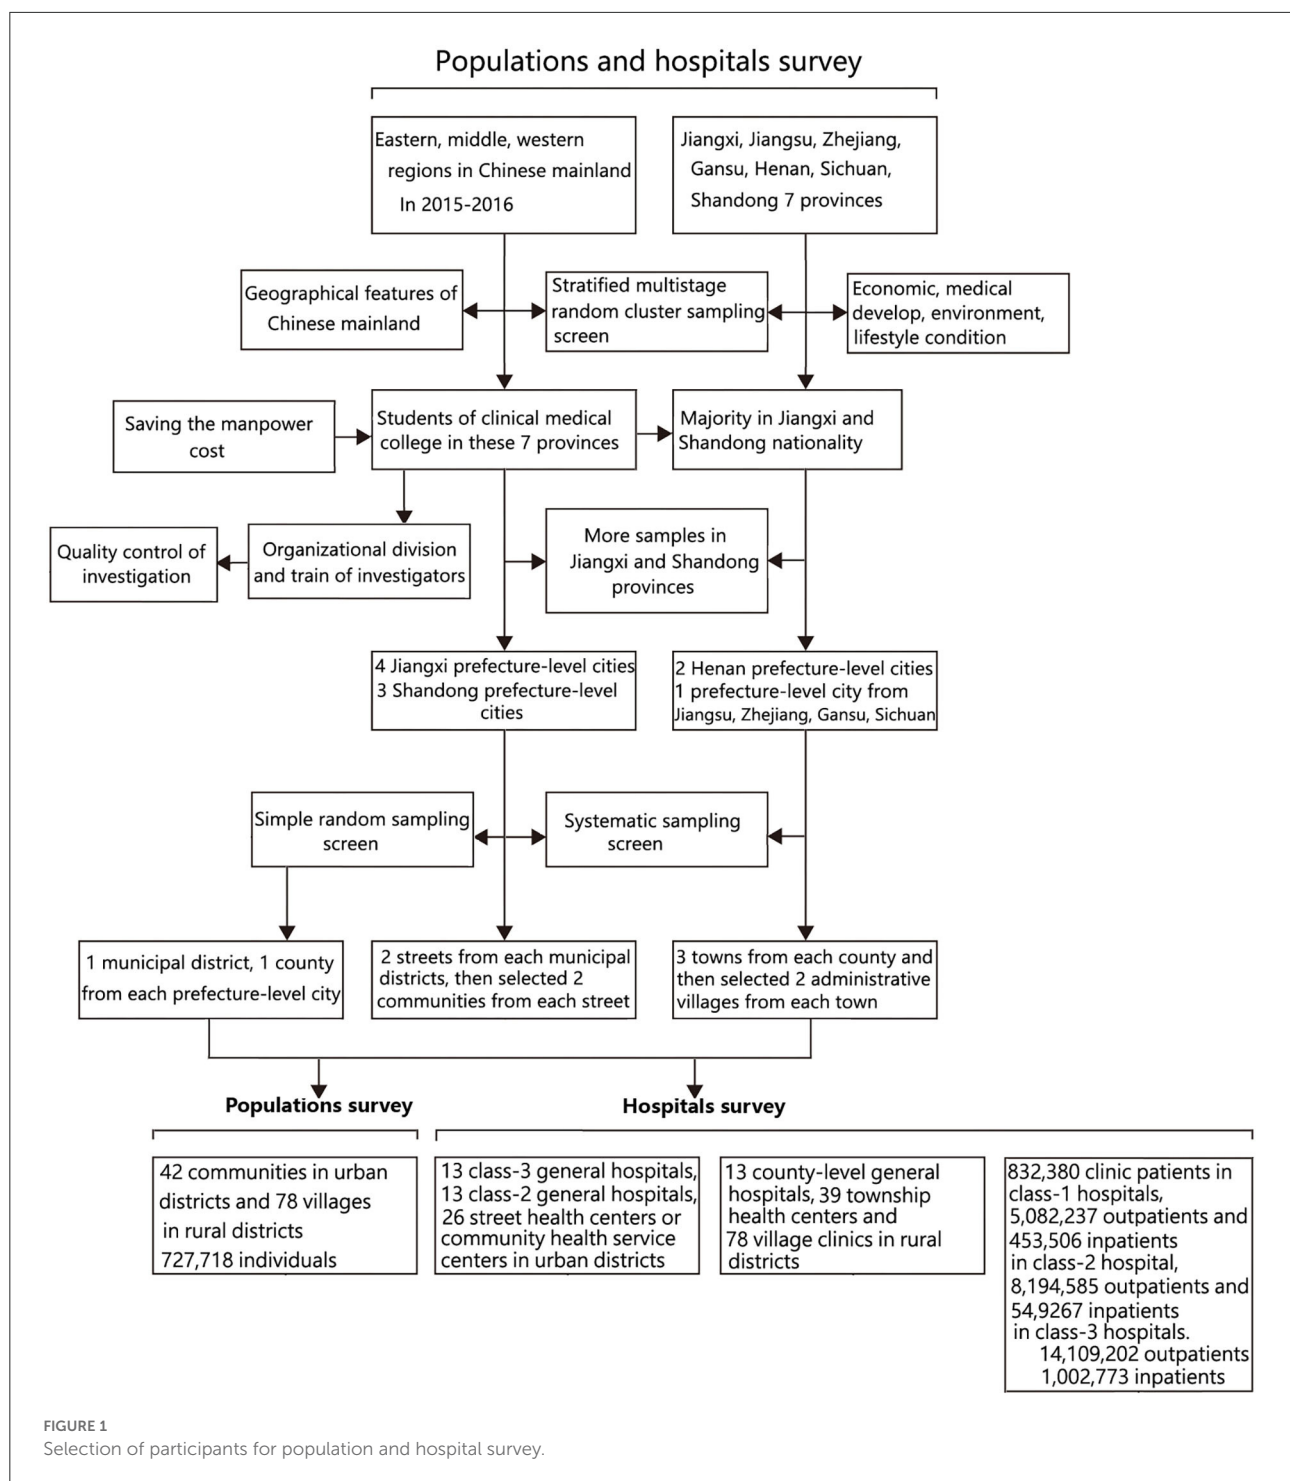 Populations and hospitals survey
Eastern, middle, western
regions in Chinese mainland
In 2015-2016
Jiangxi, Jiangsu, Zhejiang,
Gansu, Henan, Sichuan,
Shandong 7 provinces
Geographical features of
Chinese mainland
Stratified multistage
random cluster sampling
screen
Economic, medical
develop, environment,
lifestyle condition
Saving the manpower
cost
Students of clinical medical
college in these 7 provinces
Majority in Jiangxi and
Shandong nationality
Quality control of
investigation
Organizational division
and train of investigators
More samples in
Jiangxi and Shandong
provinces
4 Jiangxi prefecture-level cities
3 Shandong prefecture-level
cities
2 Henan prefecture-level cities
1 prefecture-level city from
Jiangsu, Zhejiang, Gansu, Sichuan
Simple random sampling
screen
Systematic sampling
screen
1 municipal district, 1 county
from each prefecture-level city
2 streets from each municipal
districts, then selected 2
communities from each street
3 towns from each county and
then selected 2 administrative
villages from each town
Populations survey
Hospitals survey
42 communities in urban
districts and 78 villages
in rural districts
727,718 individuals
13 class-3 general hospitals,
13 class-2 general hospitals,
26 street health centers or
community health service
centers in urban districts
13 county-level general
hospitals, 39 township
health centers and
78 village clinics in rural
districts
832,380 clinic patients in
class-1 hospitals,
5,082,237 outpatients and
453,506 inpatients
in class-2 hospital,
8,194,585 outpatients and
54,9267 inpatients
in class-3 hospitals.
14,109,202 outpatients
1,002,773 inpatients
FIGURE 1
Selection of participants for population and hospital survey.